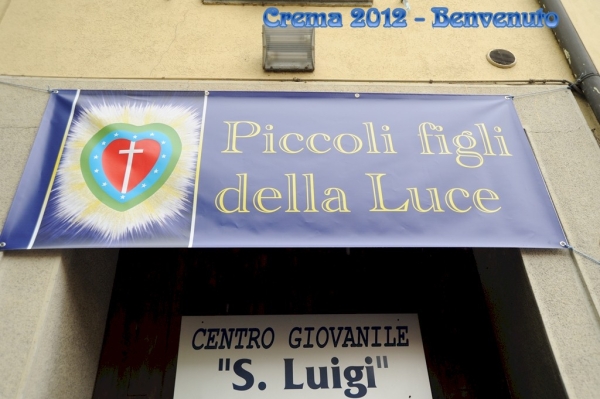 Crema 2012 - Benvenuto
Piccoli figli
della Luce
CENTRO GIOVANILE
"S. Luigi"